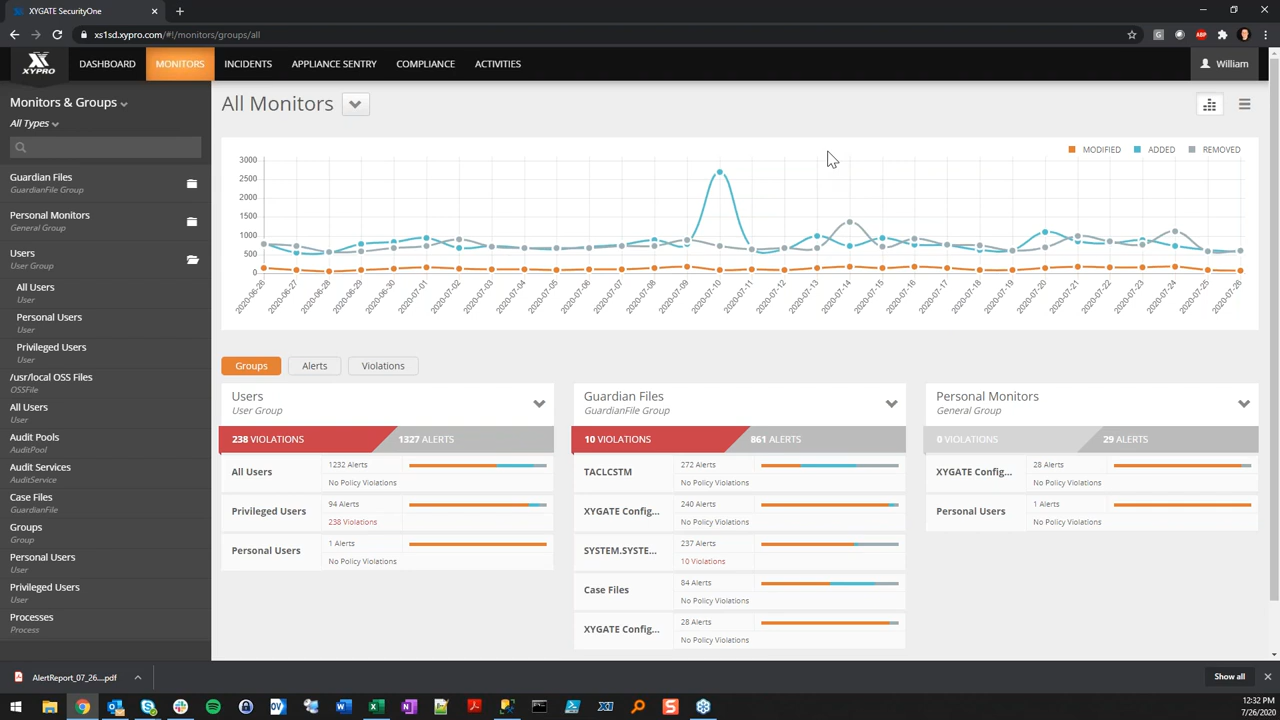 XYGATE SecurityOne
xs1sd.xypro.com/#!/monitors/groups/all
ABP
XYPRO
DASHBOARD
MONITORS
INCIDENTS
APPLIANCE SENTRY
COMPLIANCE
ACTIVITIES
William
Monitors & Groups
All Types
Guardian Files
GuardianFile Group
Personal Monitors
General Group
Users
User Group
All Users
User
Personal Users
User
Privileged Users
User
/usr/local OSS Files
OSSFile
All Users
User
Audit Pools
AuditPool
Audit Services
AuditService
Case Files
GuardianFile
Groups
Group
Personal Users
User
Privileged Users
User
Processes
Process
All Monitors
MODIFIED
ADDED
REMOVED
3000
2500
2000
1500
1000
500
0
2020-06-26
2020-06-27
2020-06-28
2020-06-29
2020-06-30
2020-07-01
2020-07-02
2020-07-03
2020-07-04
2020-07-05
2020-07-06
2020-07-07
2020-07-08
2020-07-09
2020-07-10
2020-07-11
2020-07-12
2020-07-13
2020-07-14
2020-07-15
2020-07-16
2020-07-17
2020-07-18
2020-07-19
2020-07-20
2020-07-21
2020-07-22
2020-07-23
2020-07-24
2020-07-25
2020-07-26
Groups
Alerts
Violations
Users
User Group
238 VIOLATIONS
1327 ALERTS
All Users
1232 Alerts
No Policy Violations
Privileged Users
94 Alerts
238 Violations
Personal Users
1 Alerts
No Policy Violations
Guardian Files
GuardianFile Group
10 VIOLATIONS
861 ALERTS
TACLCSTM
272 Alerts
No Policy Violations
XYGATE Config...
240 Alerts
No Policy Violations
SYSTEM.SYSTE...
237 Alerts
10 Violations
Case Files
84 Alerts
No Policy Violations
XYGATE Config...
28 Alerts
No Policy Violations
Personal Monitors
General Group
0 VIOLATIONS
29 ALERTS
XYGATE Config...
28 Alerts
No Policy Violations
Personal Users
1 Alerts
No Policy Violations
AlertReport_07_26....pdf
Show all
12:32 PM
7/26/2020